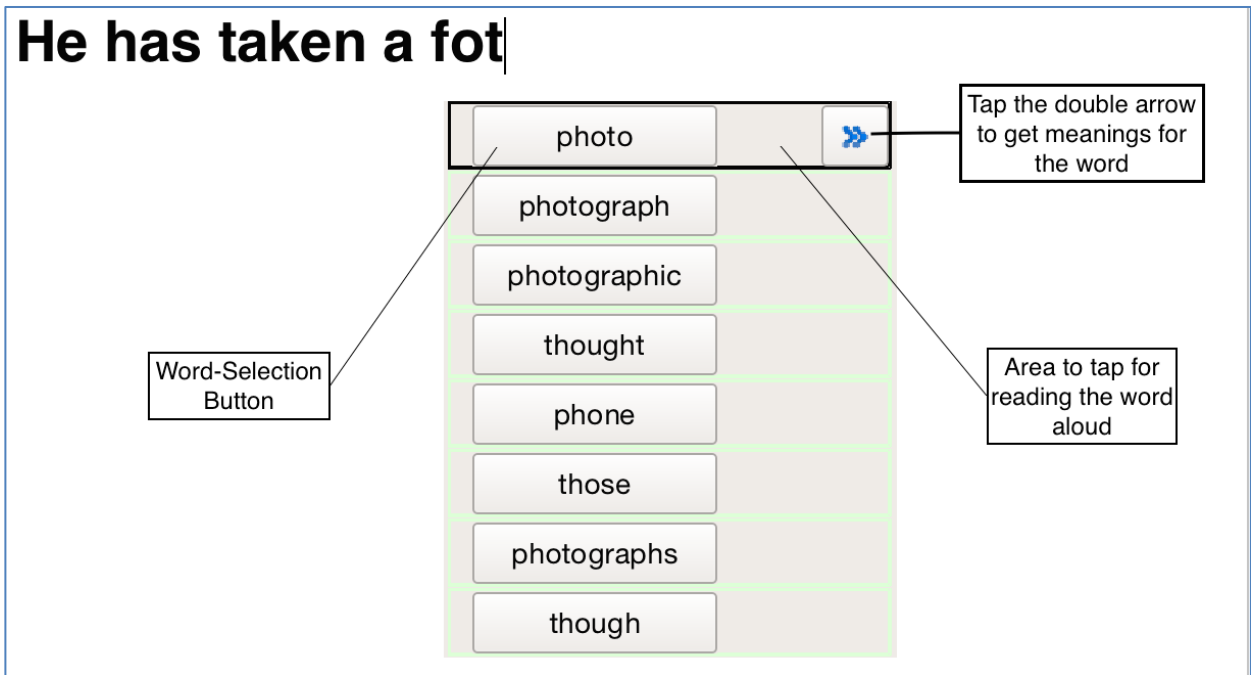 He has taken a fot
photo
Tap the double arrow
to get meanings for
the word
photograph
photographic
thought
Word-Selection
Button
Area to tap for
reading the word
aloud
phone
those
photographs
though